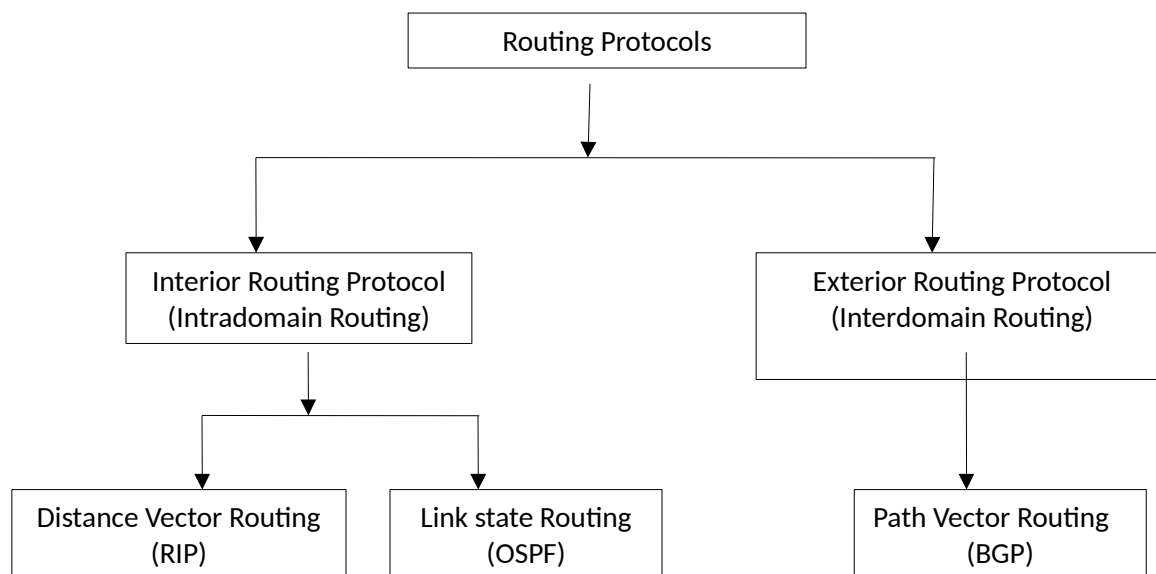 Routing Protocols
Interior Routing Protocol
(Intradomain Routing)
Exterior Routing Protocol
(Interdomain Routing)
Distance Vector Routing
(RIP)
Link state Routing
(OSPF)
Path Vector Routing
(BGP)